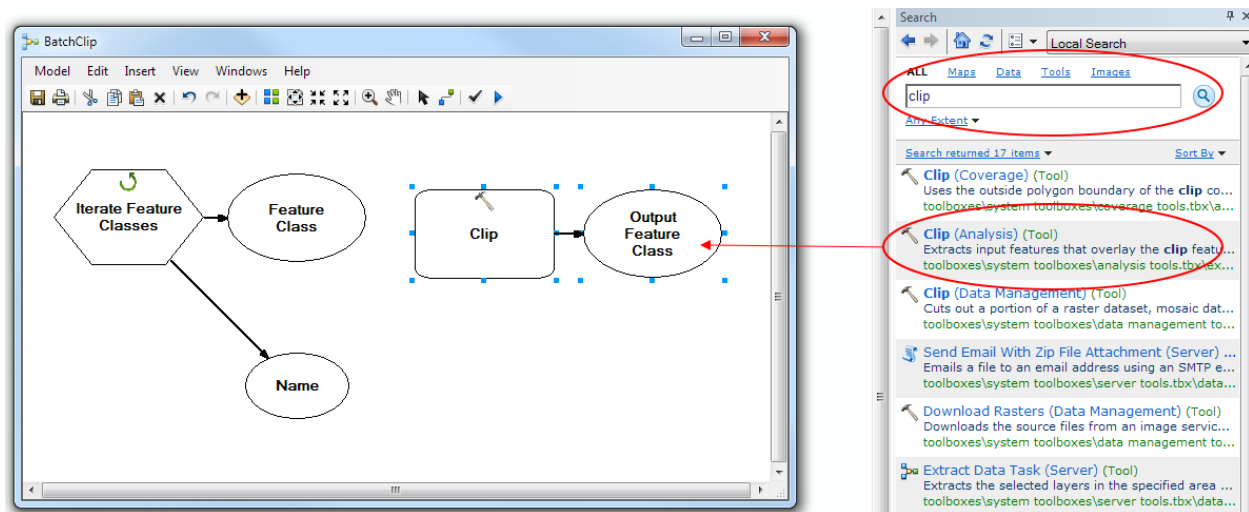 BatchClip
Model Edit Insert View Windows Help
Iterate Feature
Classes
Feature
Class
Clip
Output
Feature
Class
Name
Search
Local Search
ALL Maps Data Tools Images
clip
Any Extent
Search returned 17 items Sort By
Clip (Coverage) (Tool)
Uses the outside polygon boundary of the clip co...
toolboxes\system toolboxes\coverage tools.tbx\a...
Clip (Analysis) (Tool)
Extracts input features that overlay the clip featu...
toolboxes\system toolboxes\analysis tools.tbx\ex...
Clip (Data Management) (Tool)
Cuts out a portion of a raster dataset, mosaic dat...
toolboxes\system toolboxes\data management to...
Send Email With Zip File Attachment (Server) ...
Emails a file to an email address using an SMTP e...
toolboxes\system toolboxes\server tools.tbx\data...
Download Rasters (Data Management) (Tool)
Downloads the source files from an image servic...
toolboxes\system toolboxes\data management to...
Extract Data Task (Server) (Tool)
Extracts the selected layers in the specified area ...
toolboxes\system toolboxes\server tools.tbx\data...